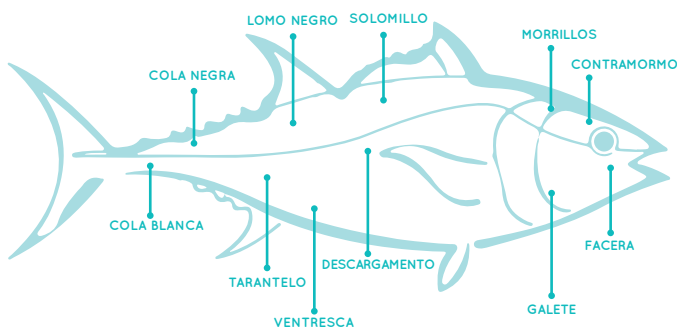 LOMO NEGRO
SOLOMILLO
MORRILLOS
CONTRAMORMO
COLA NEGRA
COLA BLANCA
FACERA
DESCARGAMENTO
TARANTELO
GALETE
VENTRESCA